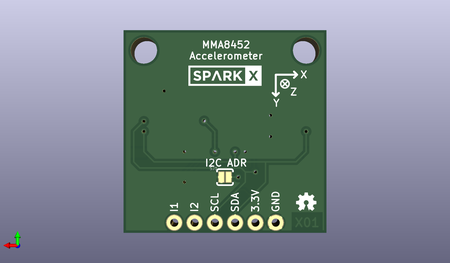 MMA8452
Accelerometer
SPARK X
X
Z
Y
I2C ADR
I1
I2
SCL
SDA
3.3V
GND
X01